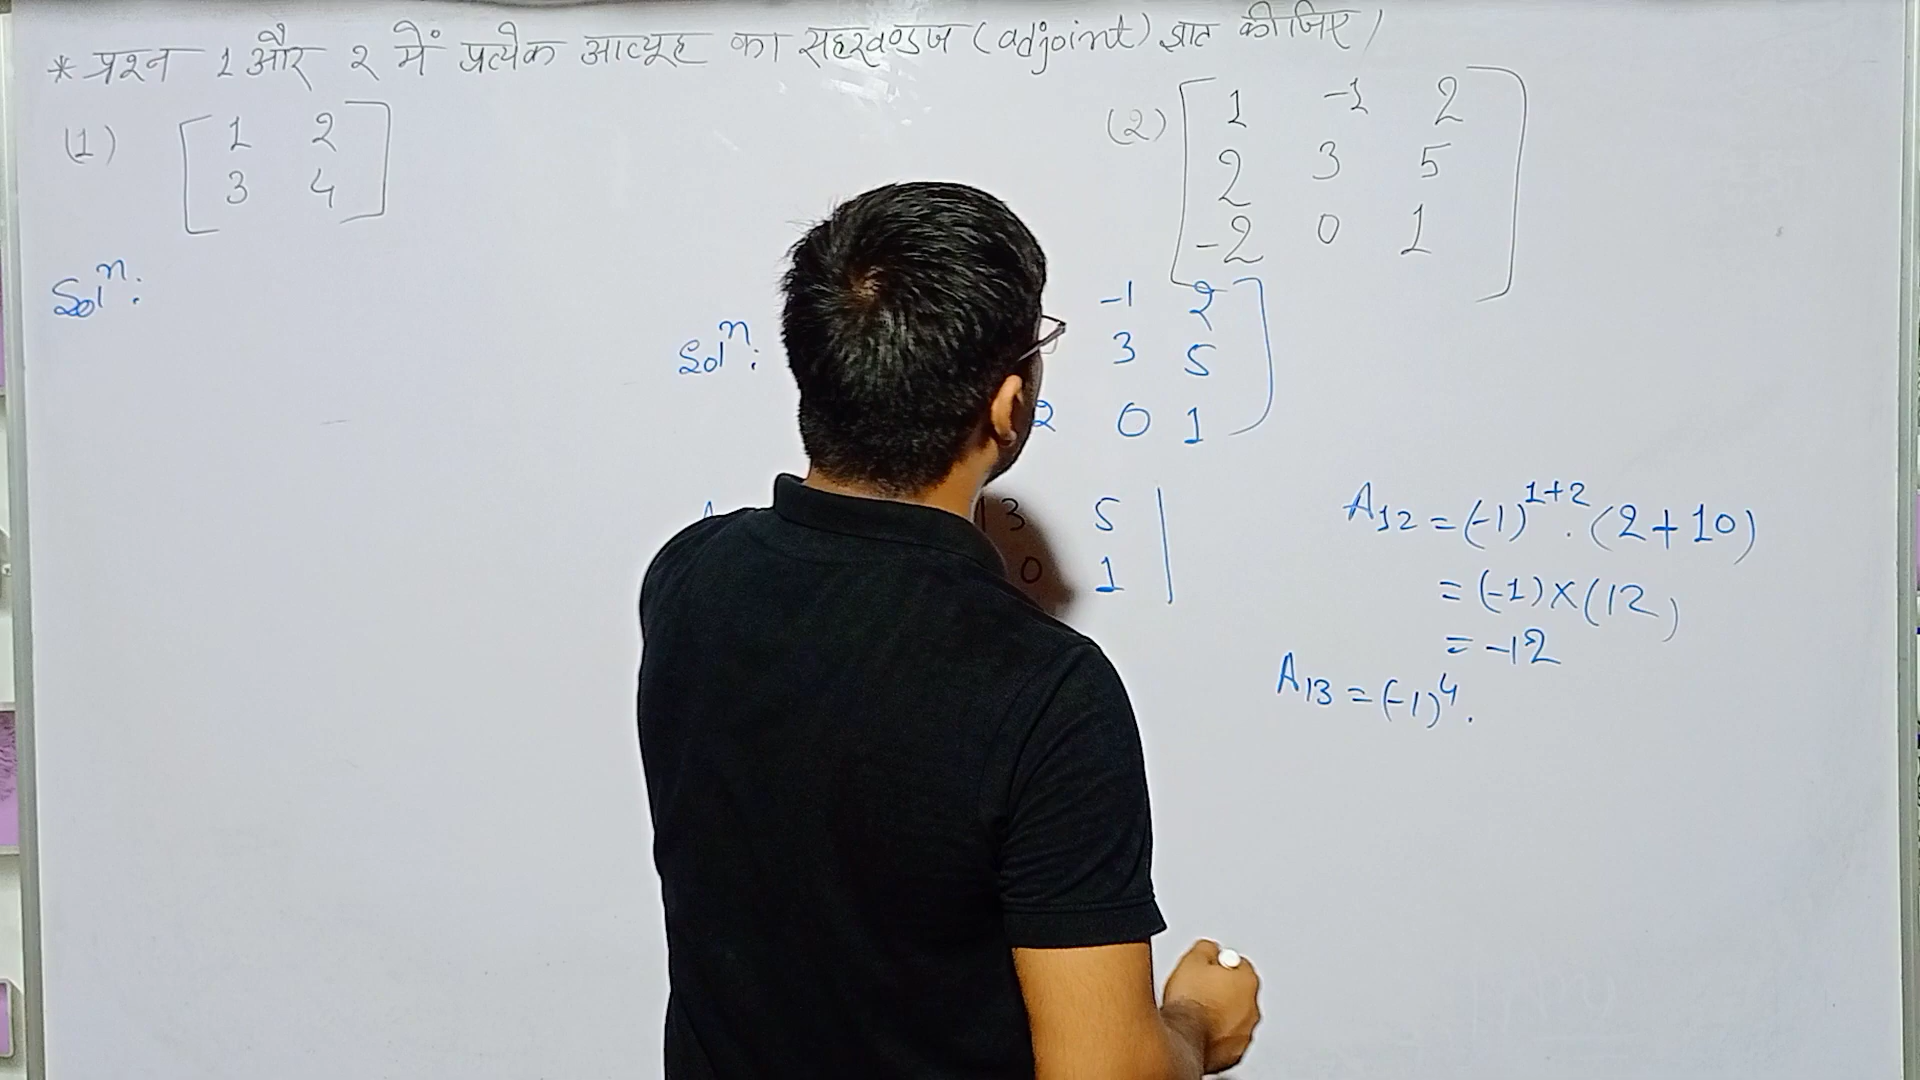 * प्रश्न 1 और 2 में प्रत्येक आव्यूह का सहखण्डज (adjoint) ज्ञात कीजिए।
(1) [1 2
3 4]
(2) [1 -1 2
2 3 5
-2 0 1]
Solⁿ:
Solⁿ:
-1 2
3 5
2 0 1]
3 5
0 1 |
A₁₂ = (-1)¹⁺² . (2+10)
= (-1)×(12)
= -12
A₁₃ = (-1)⁴.